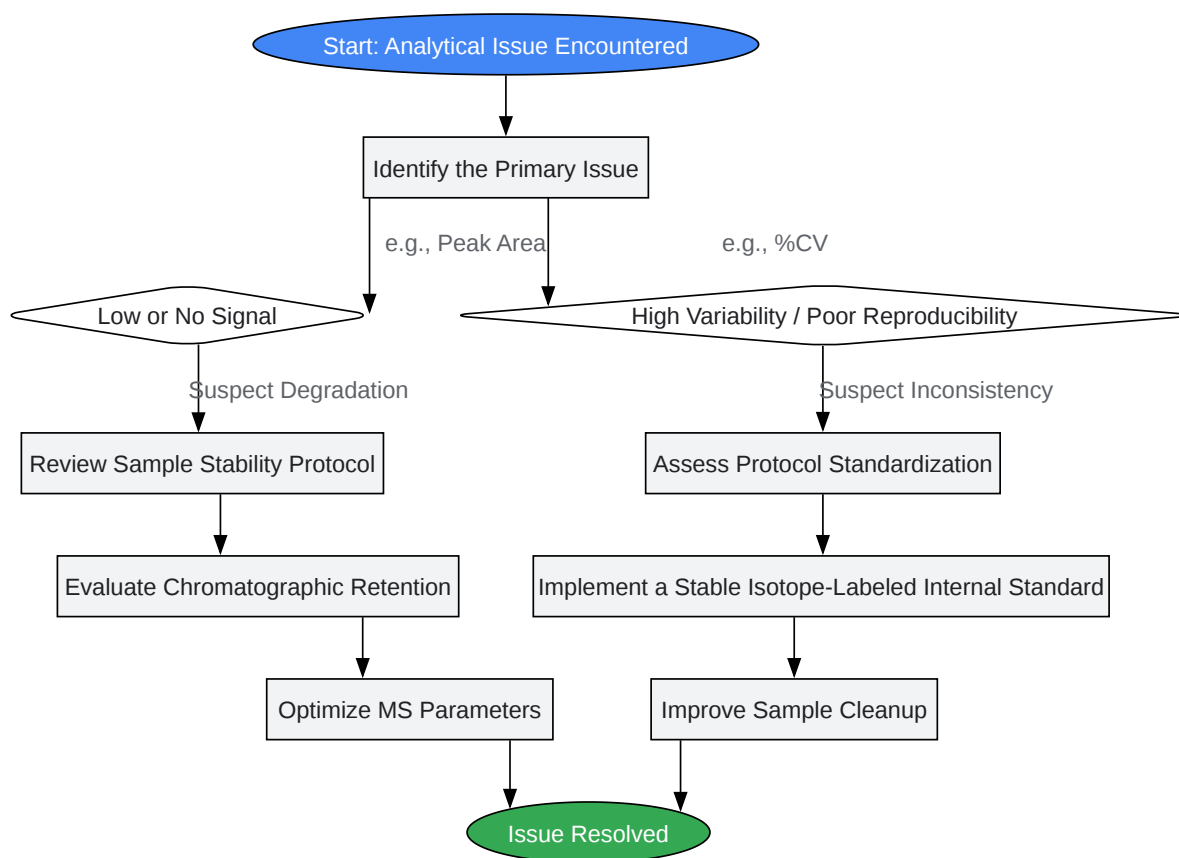 Start: Analytical Issue Encountered
Identify the Primary Issue
e.g., Peak Area
e.g., %CV
Low or No Signal
High Variability / Poor Reproducibility
Suspect Degradation
Suspect Inconsistency
Review Sample Stability Protocol
Assess Protocol Standardization
Evaluate Chromatographic Retention
Implement a Stable Isotope-Labeled Internal Standard
Optimize MS Parameters
Improve Sample Cleanup
Issue Resolved